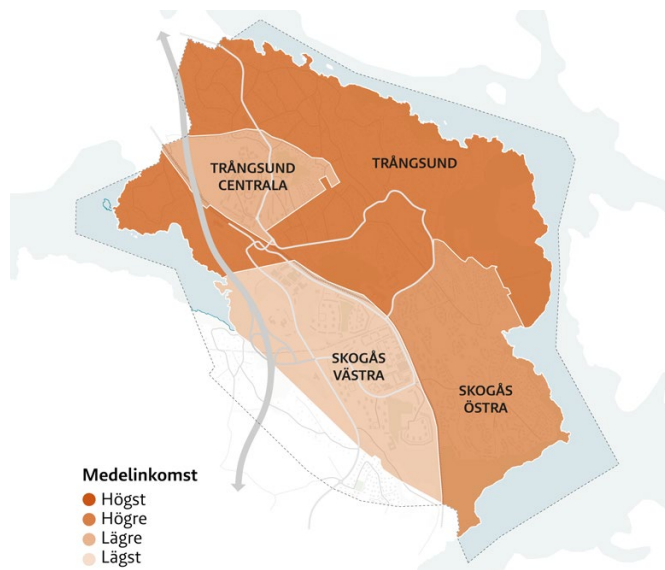 TRÅNGSUND
CENTRALA
TRÅNGSUND
SKOGÅS
VÄSTRA
SKOGÅS
ÖSTRA
Medelinkomst
Högst
Högre
Lägre
Lägst